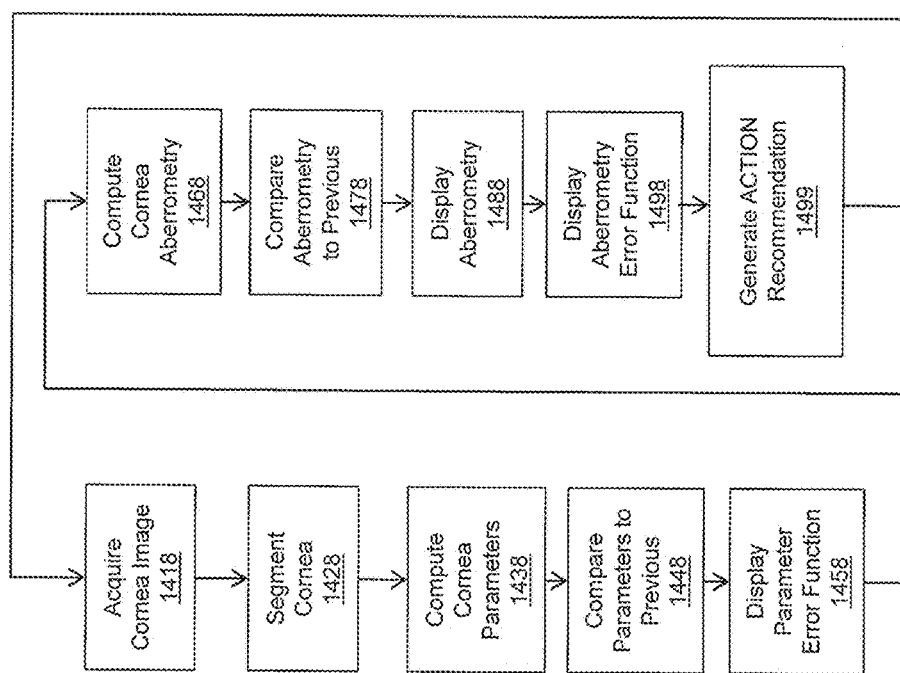 Acquire
Cornea Image
1418
Segment
Cornea
1428
Compute
Cornea
Parameters
1438
Compare
Parameters to
Previous
1448
Display
Parameter
Error Function
1458
Compute
Cornea
Aberrometry
1468
Compare
Aberrometry
to Previous
1478
Display
Aberrometry
1488
Display
Aberrometry
Error Function
1498
Generate ACTION
Recommendation
1499